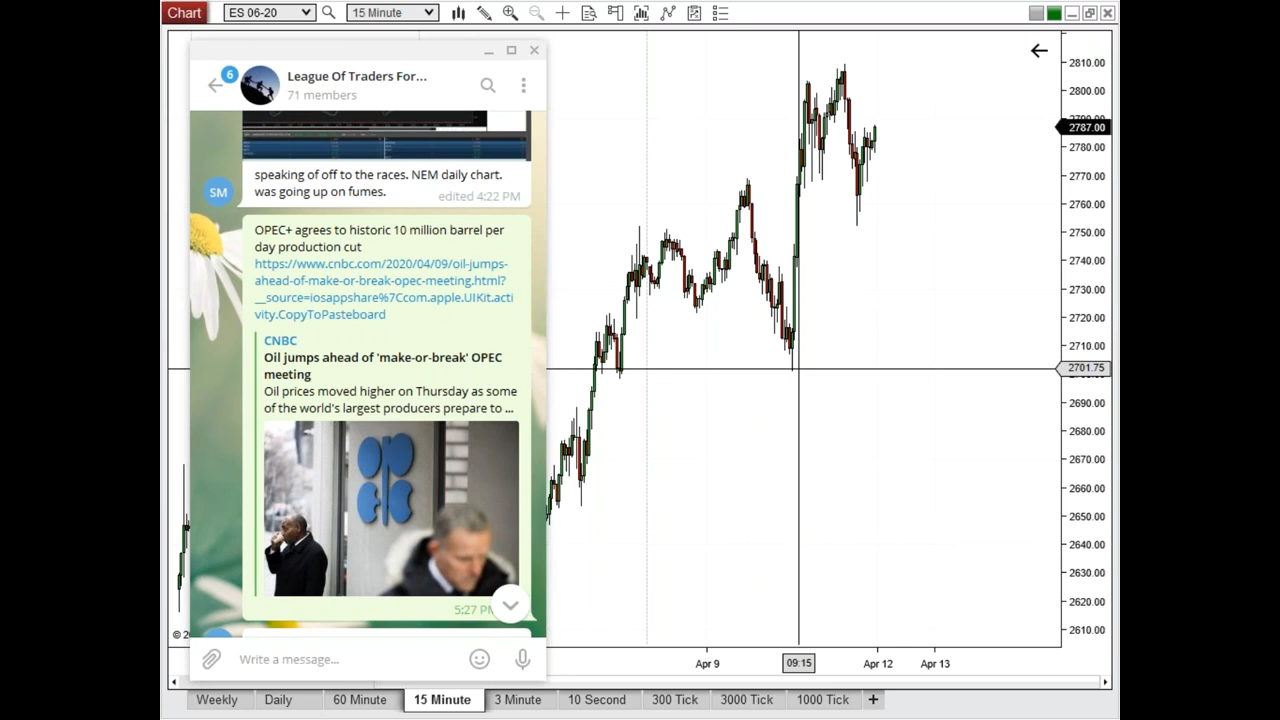 Chart ES 06-20 15 Minute
6
League Of Traders For...
71 members
speaking of off to the races. NEM daily chart.
was going up on fumes.
edited 4:22 PM
SM
OPEC+ agrees to historic 10 million barrel per
day production cut
https://www.cnbc.com/2020/04/09/oil-jumps-
ahead-of-make-or-break-opec-meeting.html?
__source=iosappshare%7Ccom.apple.UIKit.acti
vity.CopyToPasteboard
CNBC
Oil jumps ahead of 'make-or-break' OPEC
meeting
Oil prices moved higher on Thursday as some
of the world's largest producers prepare to ...
5:27
Write a message...
2810.00
2800.00
2787.00
2780.00
2770.00
2760.00
2750.00
2740.00
2730.00
2720.00
2710.00
2701.75
2690.00
2680.00
2670.00
2660.00
2650.00
2640.00
2630.00
2620.00
2610.00
Apr 9 09:15 Apr 12 Apr 13
Weekly Daily 60 Minute 15 Minute 3 Minute 10 Second 300 Tick 3000 Tick 1000 Tick +